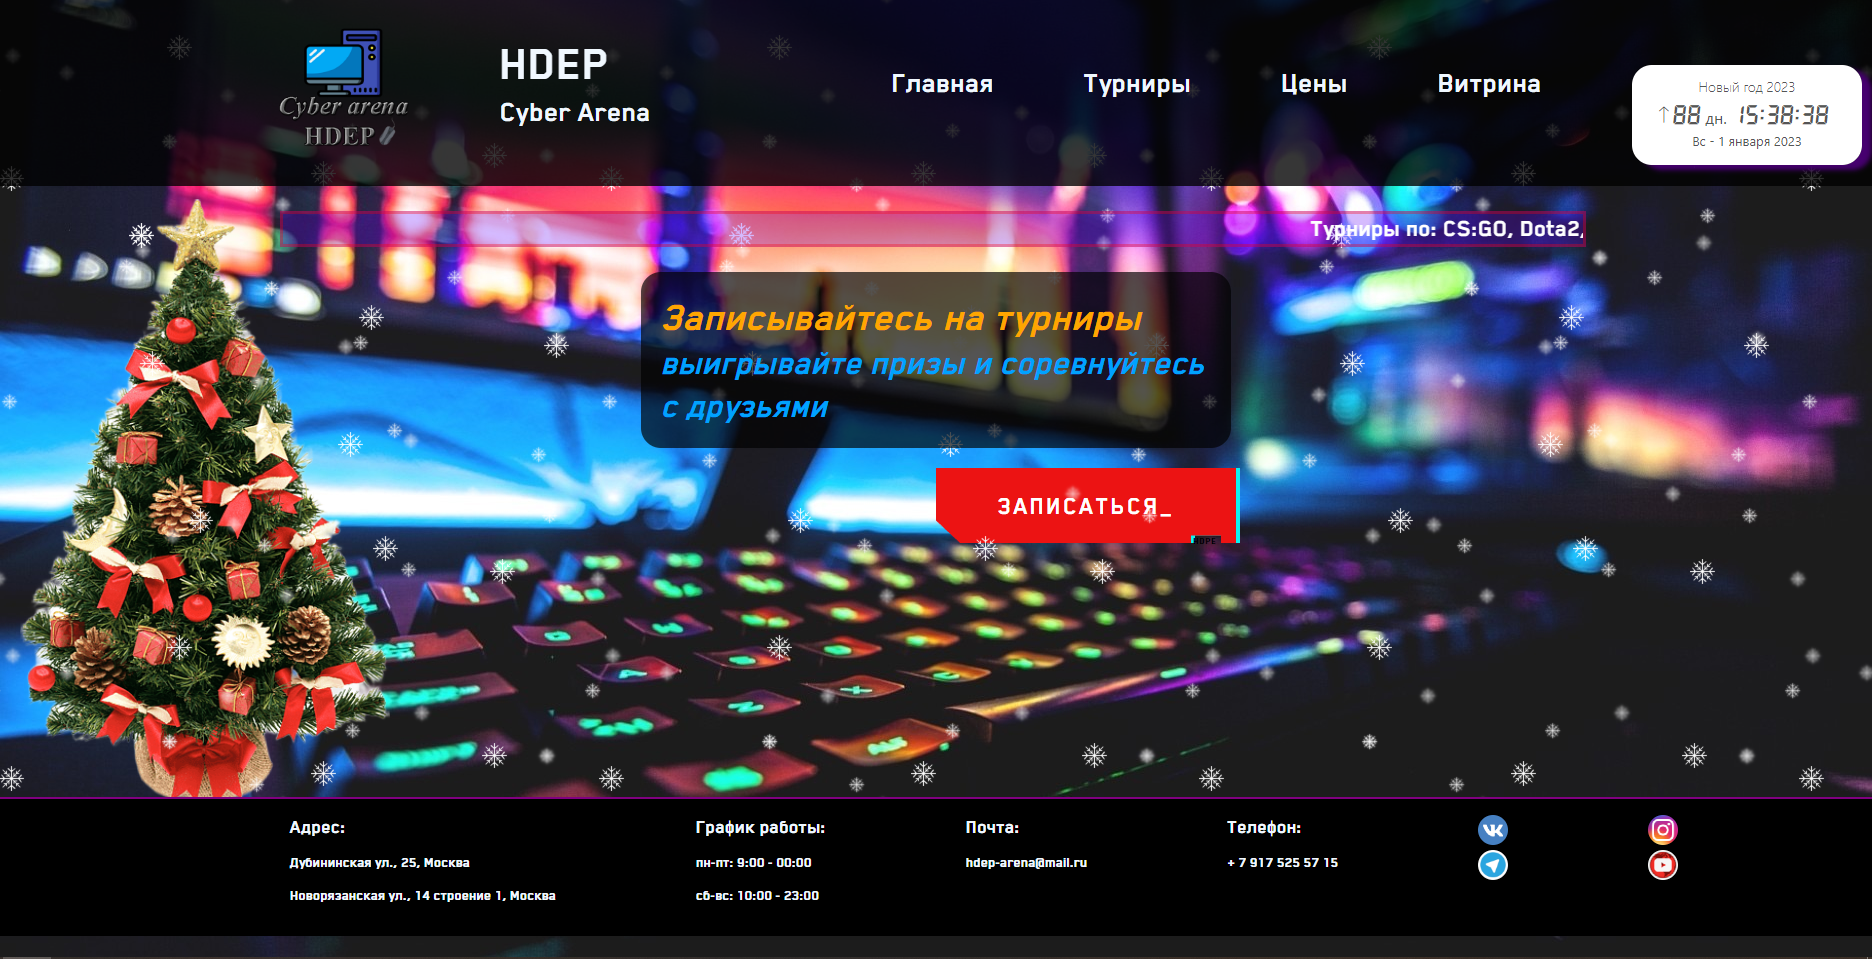 Cyber arena
HDEP
HDEP
Cyber Arena
Главная
Турниры
Цены
Витрина
Новый год 2023
↑88 дн. 15:38:38
Вс - 1 января 2023
Турниры по: CS:GO, Dota2,
Записывайтесь на турниры
выигрывайте призы и соревнуйтесь
с друзьями
ЗАПИСАТЬСЯ_
Адрес:
Дубининская ул., 25, Москва
Новорязанская ул., 14 строение 1, Москва
График работы:
пн-пт: 9:00 - 00:00
сб-вс: 10:00 - 23:00
Почта:
hdep-arena@mail.ru
Телефон:
+ 7 917 525 57 15